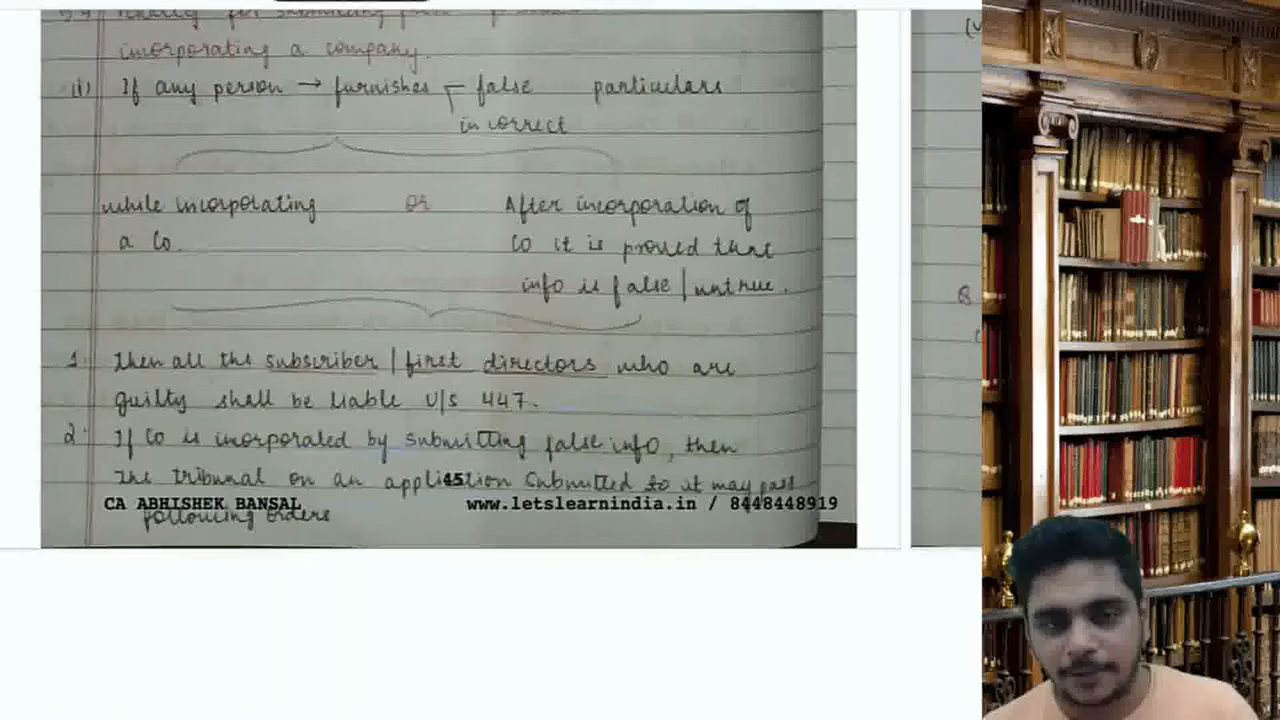 incorporating a company.
(ii) If any person → furnishes false particulars
incorrect
while incorporating or After incorporation of
a Co. Co it is proved that
info is false / untrue.
1. Then all the subscriber / first directors who are
guilty shall be liable U/s 447.
2. If Co is incorporated by submitting false info, then
the tribunal on an application submitted to it may pass
45
CA ABHISHEK BANSAL www.letslearnindia.in / 8448448919
following orders